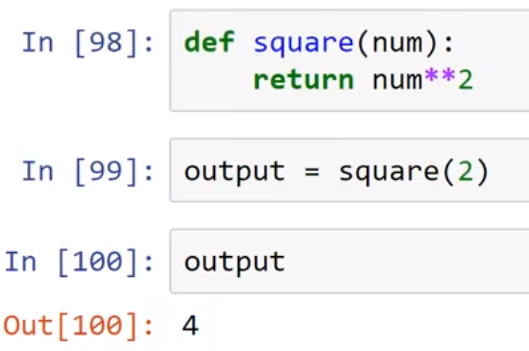 In [98]: def square(num):
    return num**2
In [99]: output = square(2)
In [100]: output
Out[100]: 4